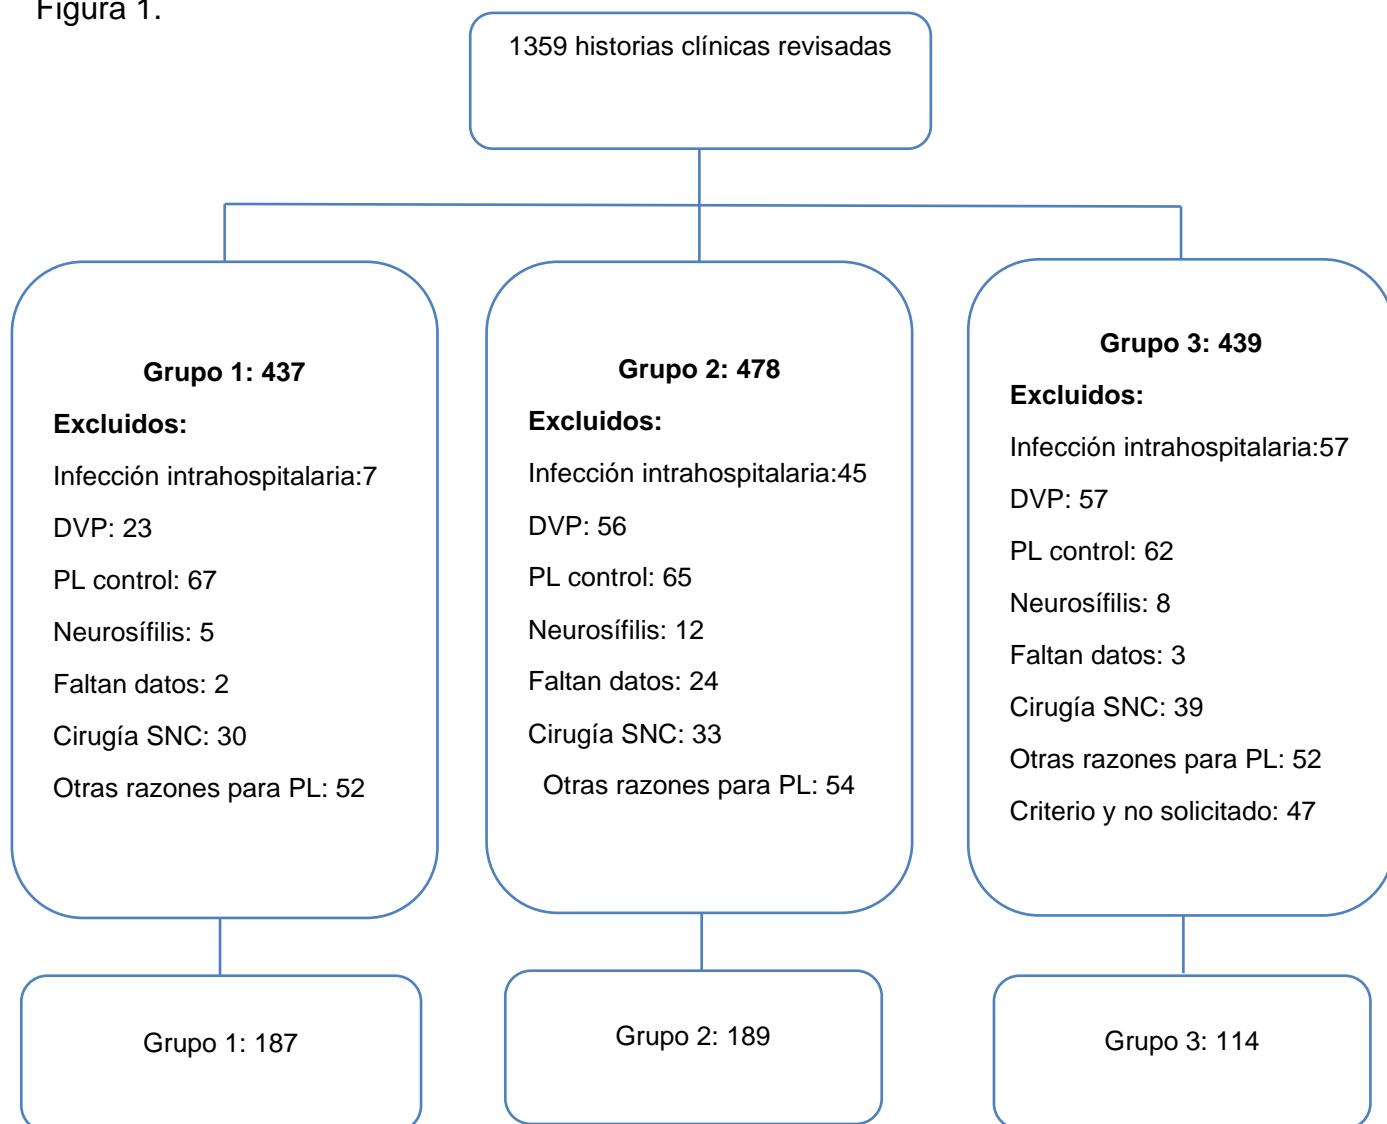 Figura 1.
1359 historias clínicas revisadas
Grupo 1: 437
Excluidos:
Infección intrahospitalaria:7
DVP: 23
PL control: 67
Neurosífilis: 5
Faltan datos: 2
Cirugía SNC: 30
Otras razones para PL: 52
Grupo 2: 478
Excluidos:
Infección intrahospitalaria:45
DVP: 56
PL control: 65
Neurosífilis: 12
Faltan datos: 24
Cirugía SNC: 33
Otras razones para PL: 54
Grupo 3: 439
Excluidos:
Infección intrahospitalaria:57
DVP: 57
PL control: 62
Neurosífilis: 8
Faltan datos: 3
Cirugía SNC: 39
Otras razones para PL: 52
Criterio y no solicitado: 47
Grupo 1: 187
Grupo 2: 189
Grupo 3: 114